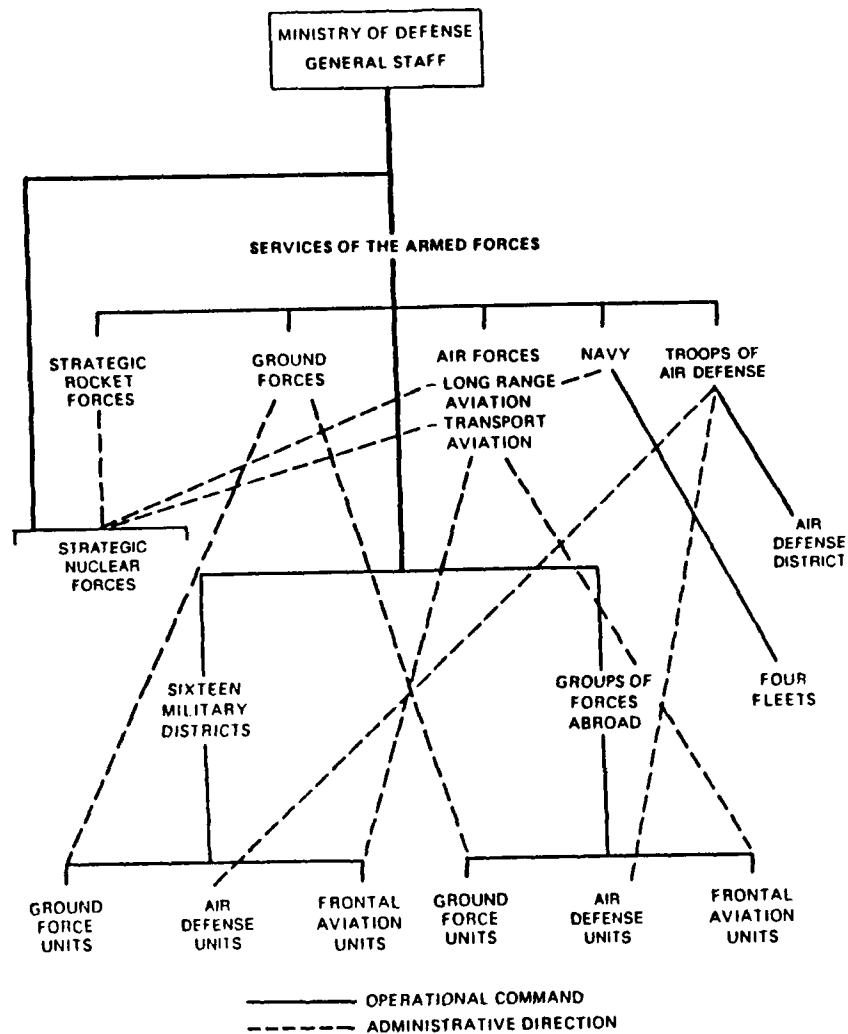 MINISTRY OF DEFENSE
GENERAL STAFF
SERVICES OF THE ARMED FORCES
STRATEGIC
ROCKET
FORCES
GROUND
FORCES
AIR FORCES
- LONG RANGE
AVIATION
- TRANSPORT
AVIATION
NAVY
TROOPS OF
AIR DEFENSE
STRATEGIC
NUCLEAR
FORCES
AIR
DEFENSE
DISTRICT
SIXTEEN
MILITARY
DISTRICTS
GROUPS OF
FORCES
ABROAD
FOUR
FLEETS
GROUND
FORCE
UNITS
AIR
DEFENSE
UNITS
FRONTAL
AVIATION
UNITS
GROUND
FORCE
UNITS
AIR
DEFENSE
UNITS
FRONTAL
AVIATION
UNITS
OPERATIONAL COMMAND
ADMINISTRATIVE DIRECTION